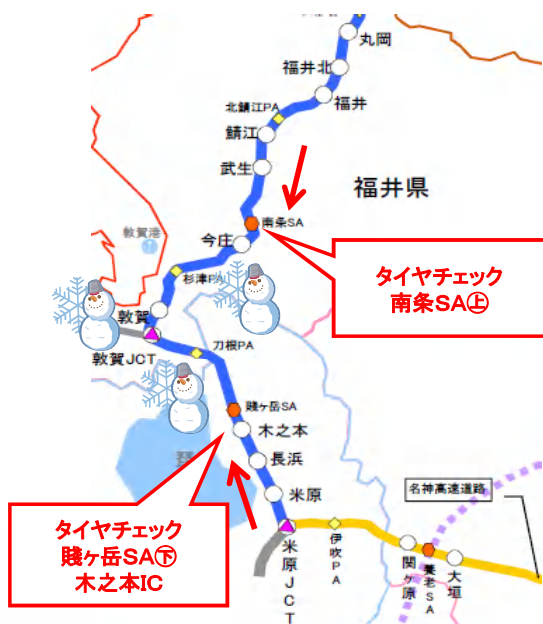 丸岡
福井北
福井
北鯖江PA
鯖江
武生
福井県
南条SA
敦賀港
今庄
タイヤチェック
南条SA㊤
杉津PA
敦賀
敦賀JCT
刀根PA
賤ヶ岳SA
木之本
長浜
米原
名神高速道路
タイヤチェック
賤ヶ岳SA㊦
木之本IC
米原JCT
伊吹PA
関ヶ原
養老SA
大垣